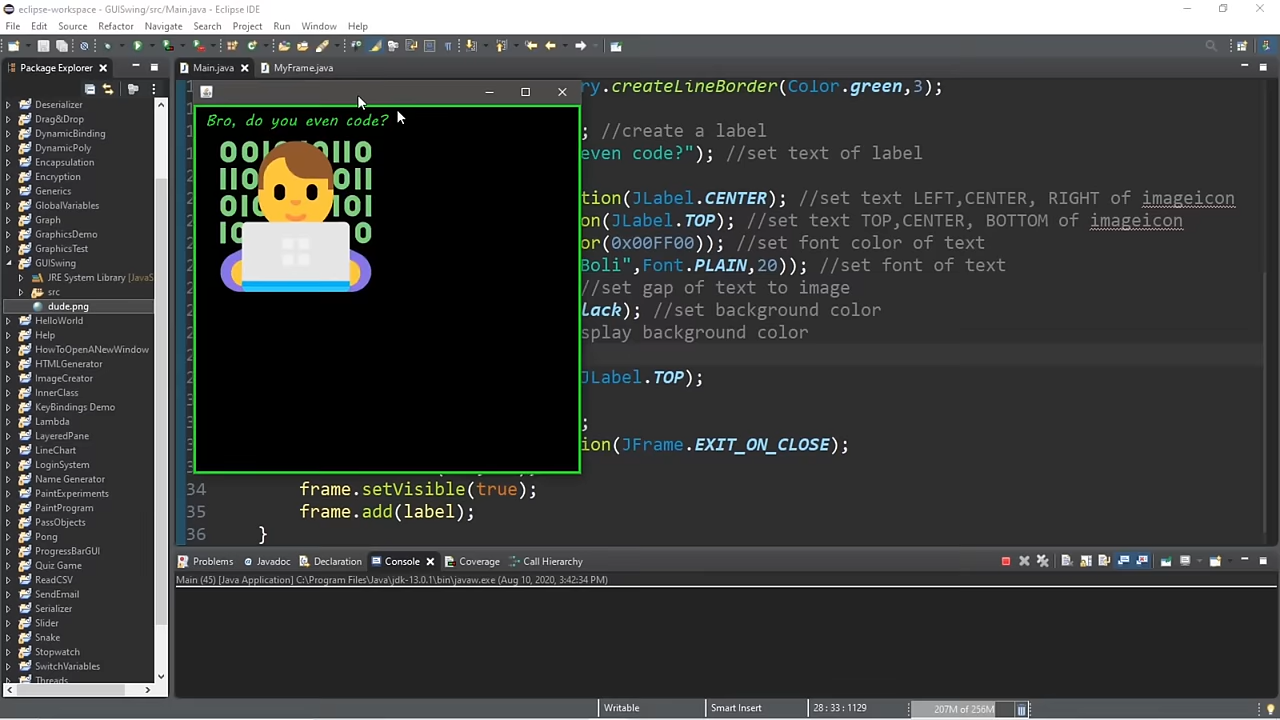 eclipse-workspace - GUISwing/src/Main.java - Eclipse IDE
File Edit Source Refactor Navigate Search Project Run Window Help
Package Explorer
Main.java
MyFrame.java
Deserializer
Drag&Drop
DynamicBinding
DynamicPoly
Encapsulation
Encryption
Generics
GlobalVariables
Graph
GraphicsDemo
GraphicsTest
GUISwing
JRE System Library [JavaS
src
dude.png
HelloWorld
Help
HowToOpenANewWindow
HTMLGenerator
ImageCreator
InnerClass
KeyBindings Demo
Lambda
LayeredPane
LineChart
LoginSystem
Name Generator
PaintExperiments
PaintProgram
PassObjects
Pong
ProgressBarGUI
Quiz Game
ReadCSV
SendEmail
Serializer
Slider
Snake
Stopwatch
SwitchVariables
Threads
Bro, do you even code?
ry.createLineBorder(Color.green,3);
; //create a label
even code?"); //set text of label
tion(JLabel.CENTER); //set text LEFT,CENTER, RIGHT of imageicon
on(JLabel.TOP); //set text TOP,CENTER, BOTTOM of imageicon
or(0x00FF00)); //set font color of text
Boli",Font.PLAIN,20)); //set font of text
//set gap of text to image
lack); //set background color
splay background color
JLabel.TOP);
;
ion(JFrame.EXIT_ON_CLOSE);
34 frame.setVisible(true);
35 frame.add(label);
36 }
Problems Javadoc Declaration Console Coverage Call Hierarchy
Main (45) [Java Application] C:\Program Files\Java\jdk-13.0.1\bin\javaw.exe (Aug 10, 2020, 3:42:34 PM)
Writable Smart Insert 28 : 33 : 1129 207M of 256M